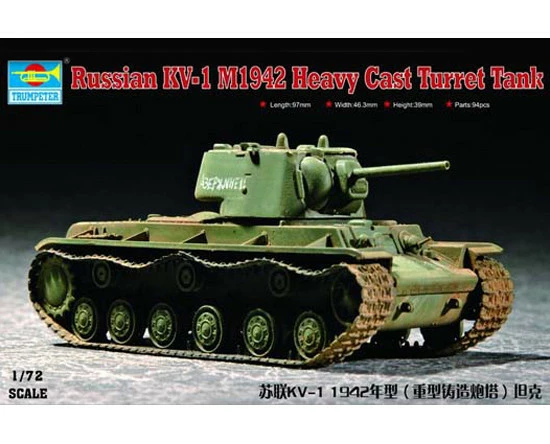 Russian KV-1 M1942 Heavy Cast Turret Tank
TRUMPETER
★ Length:97mm ★ Width:46.3mm ★ Height:39mm ★ Parts:94pcs
1/72
SCALE
苏联KV-1 1942年型（重型铸造炮塔）坦克